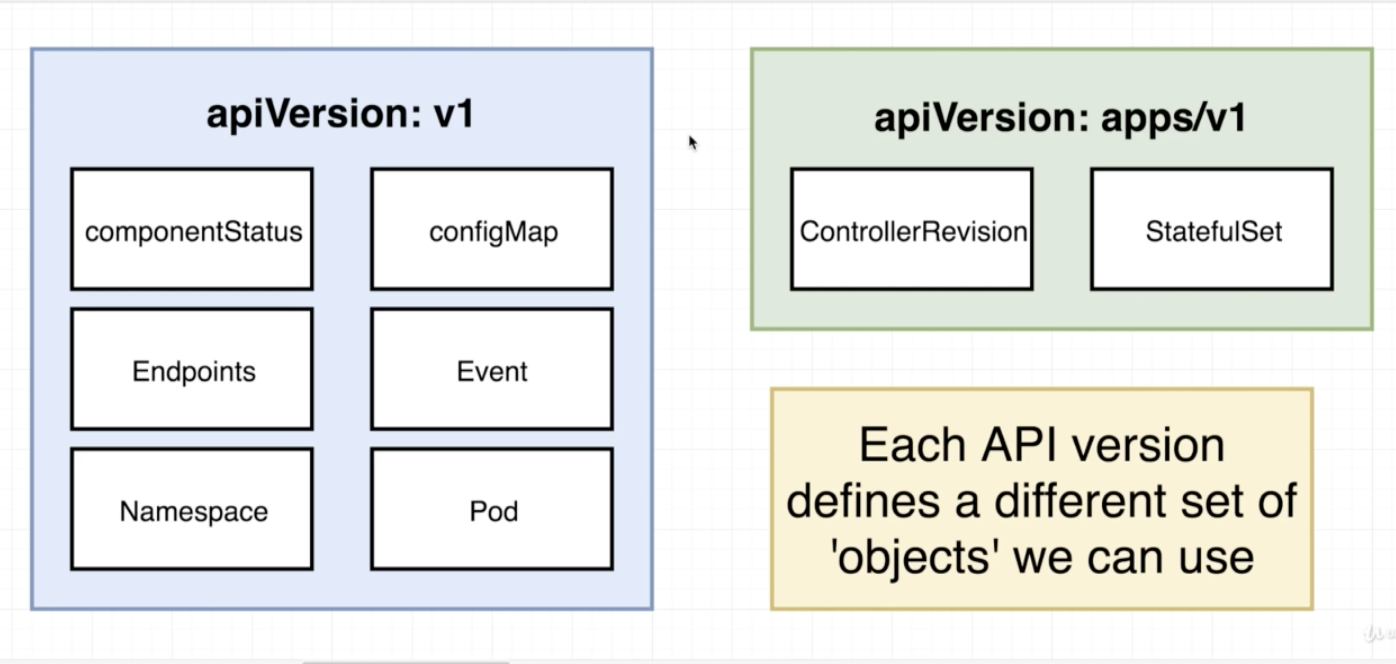 apiVersion: v1
componentStatus
configMap
Endpoints
Event
Namespace
Pod
apiVersion: apps/v1
ControllerRevision
StatefulSet
Each API version
defines a different set of
'objects' we can use